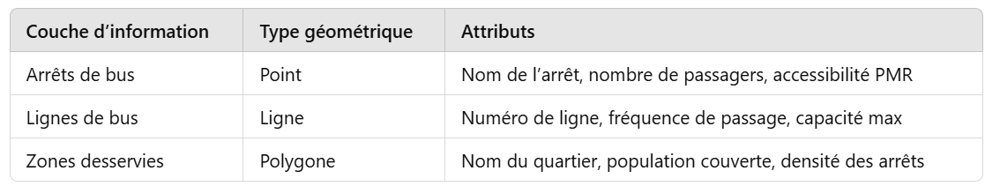 Couche d’information Type géométrique Attributs
Arrêts de bus Point Nom de l’arrêt, nombre de passagers, accessibilité PMR
Lignes de bus Ligne Numéro de ligne, fréquence de passage, capacité max
Zones desservies Polygone Nom du quartier, population couverte, densité des arrêts